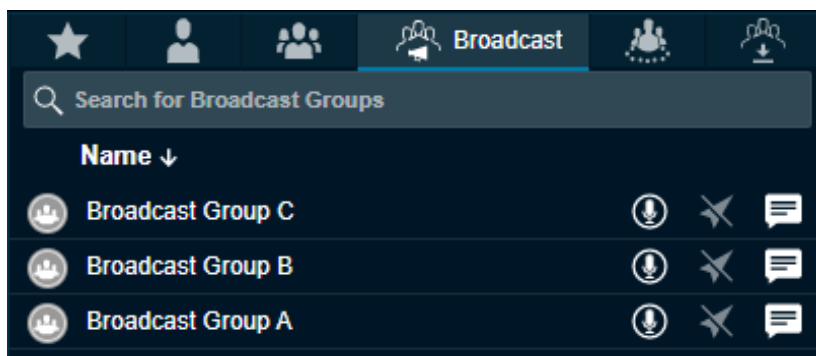 Broadcast
Search for Broadcast Groups
Name ↓
Broadcast Group C
Broadcast Group B
Broadcast Group A